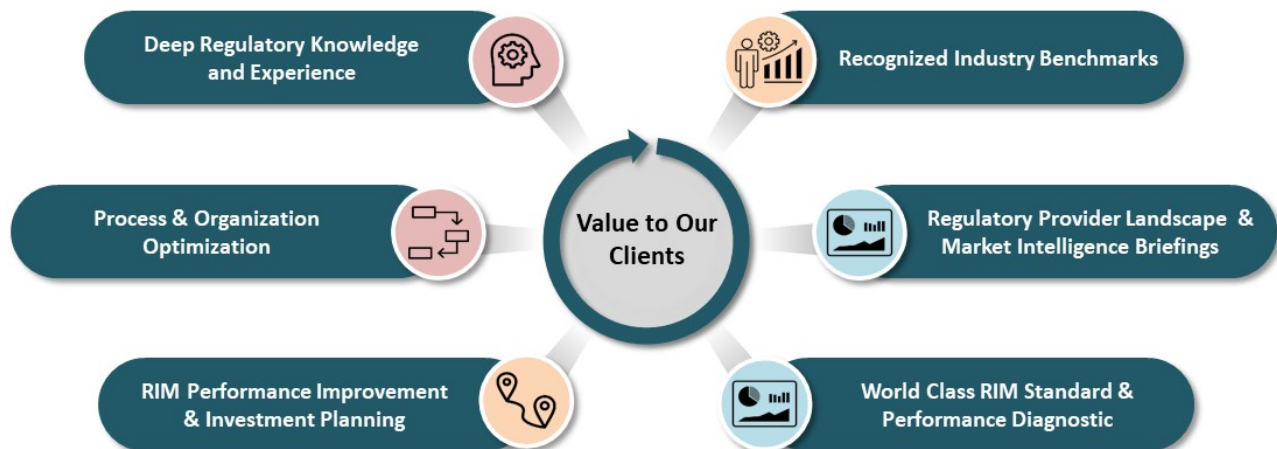 Deep Regulatory Knowledge
and Experience
Recognized Industry Benchmarks
Process & Organization
Optimization
Value to Our
Clients
Regulatory Provider Landscape &
Market Intelligence Briefings
RIM Performance Improvement
& Investment Planning
World Class RIM Standard &
Performance Diagnostic